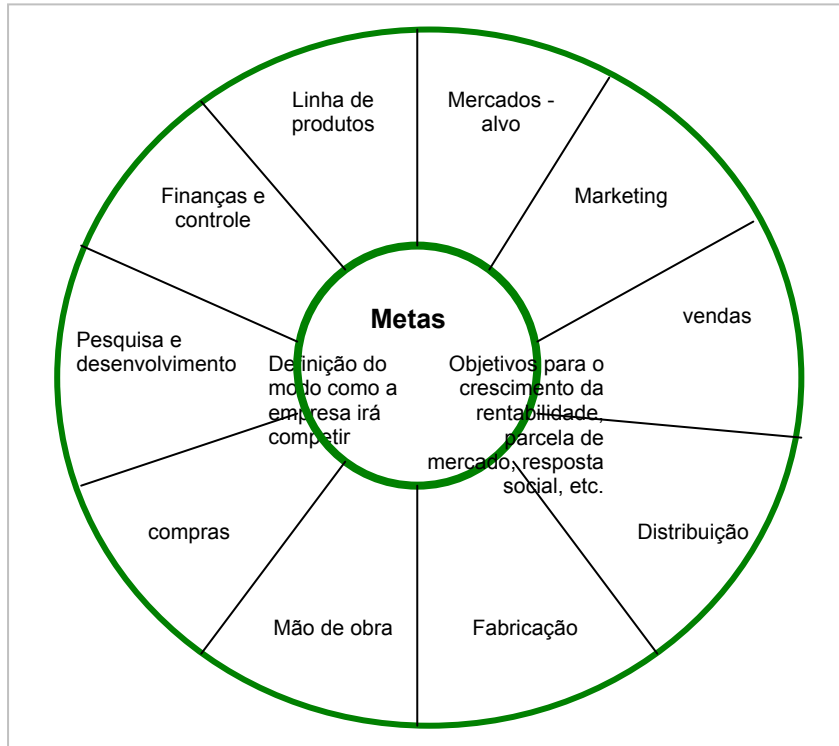 Linha de
produtos
Mercados -
alvo
Marketing
vendas
Distribuição
Fabricação
Mão de obra
compras
Pesquisa e
desenvolvimento
Finanças e
controle
Metas
Definição do
modo como a
empresa irá
competir
Objetivos para o
crescimento da
rentabilidade,
parcela de
mercado, resposta
social, etc.